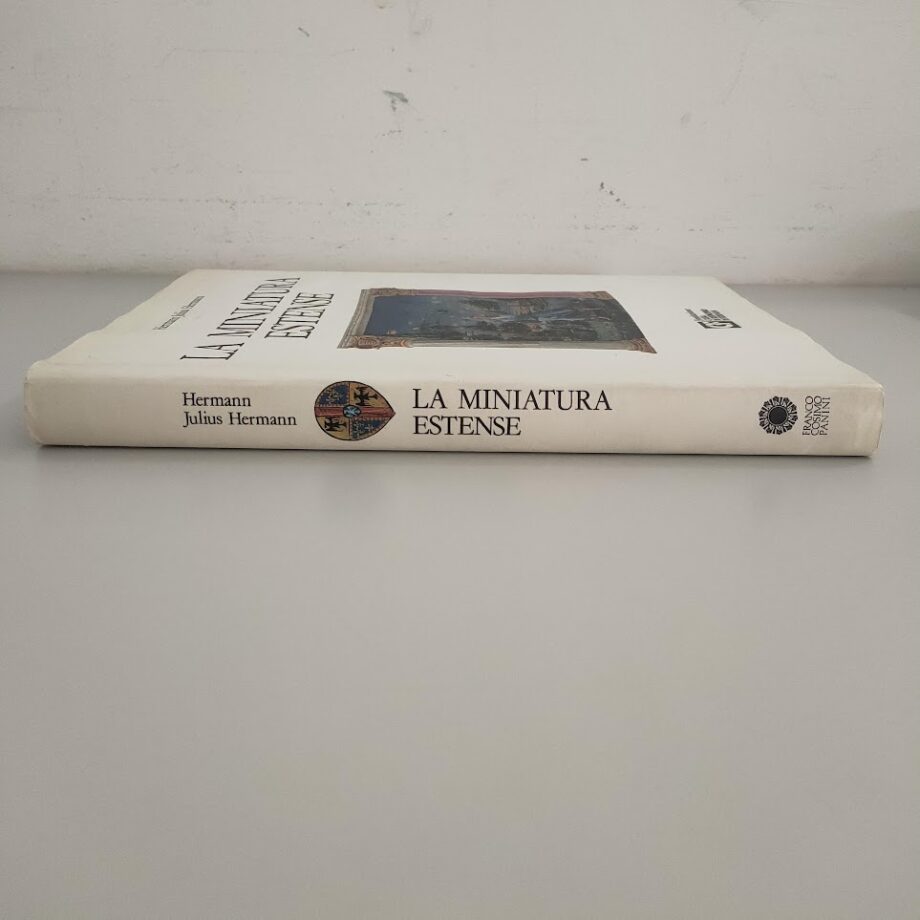 LA MINIATURA
ESTENSE
Hermann
Julius Hermann
LA MINIATURA
ESTENSE
FRANCO
COSIMO
PANINI